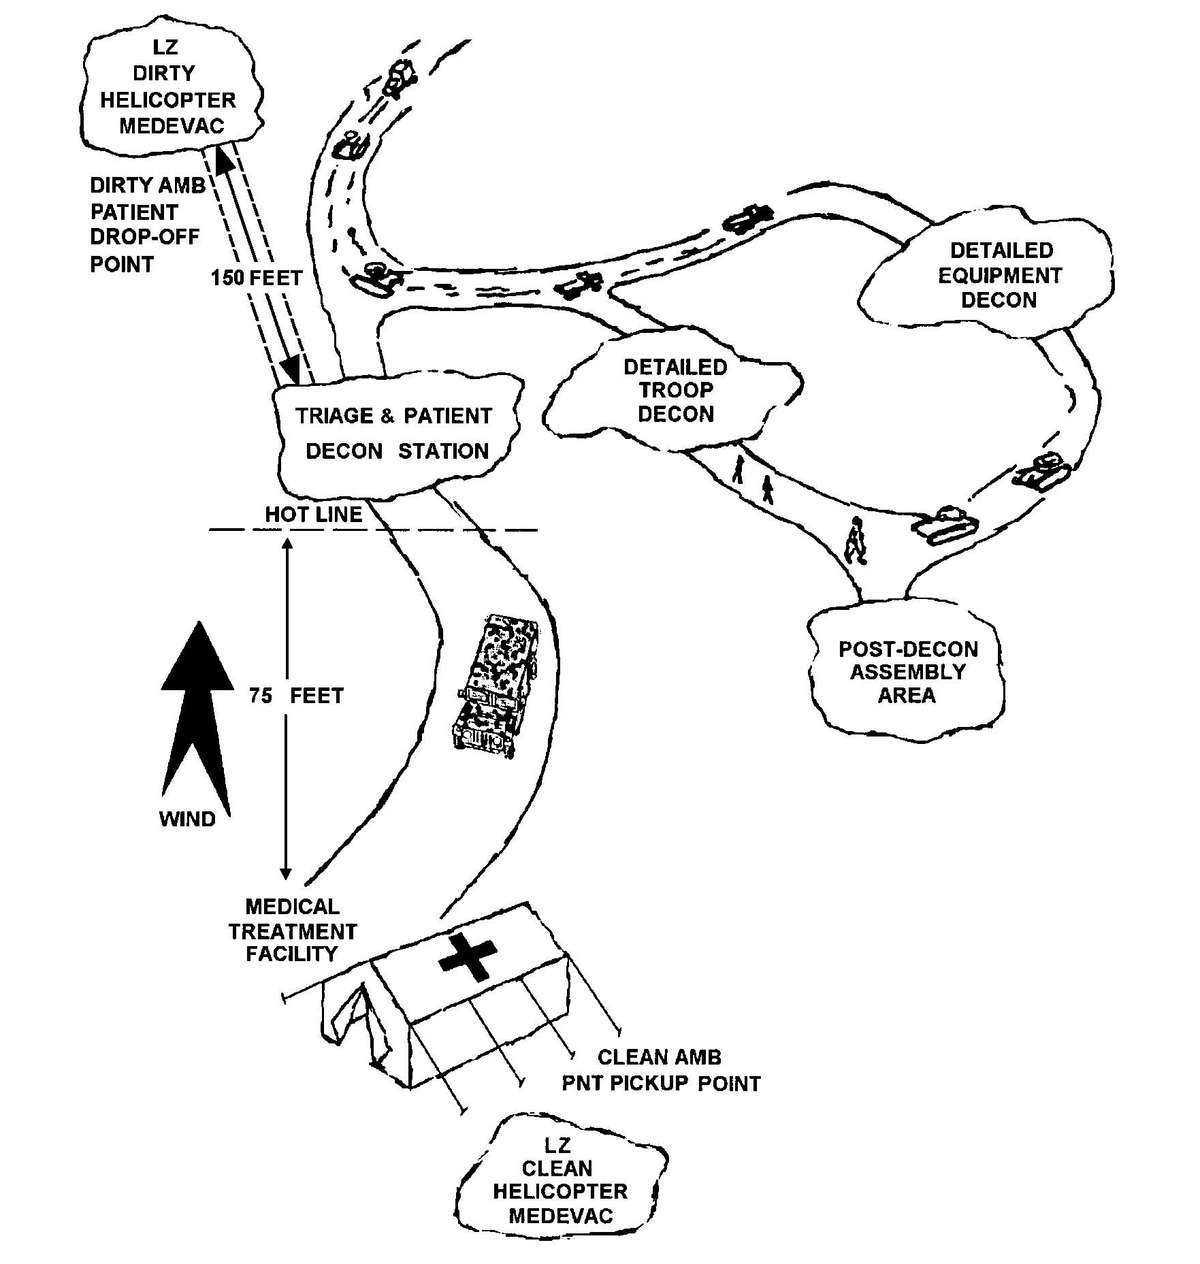 LZ
DIRTY
HELICOPTER
MEDEVAC
DIRTY AMB
PATIENT
DROP-OFF
POINT
150 FEET
DETAILED
EQUIPMENT
DECON
DETAILED
TROOP
DECON
TRIAGE & PATIENT
DECON STATION
HOT LINE
POST-DECON
ASSEMBLY
AREA
75 FEET
WIND
MEDICAL
TREATMENT
FACILITY
CLEAN AMB
PNT PICKUP POINT
LZ
CLEAN
HELICOPTER
MEDEVAC